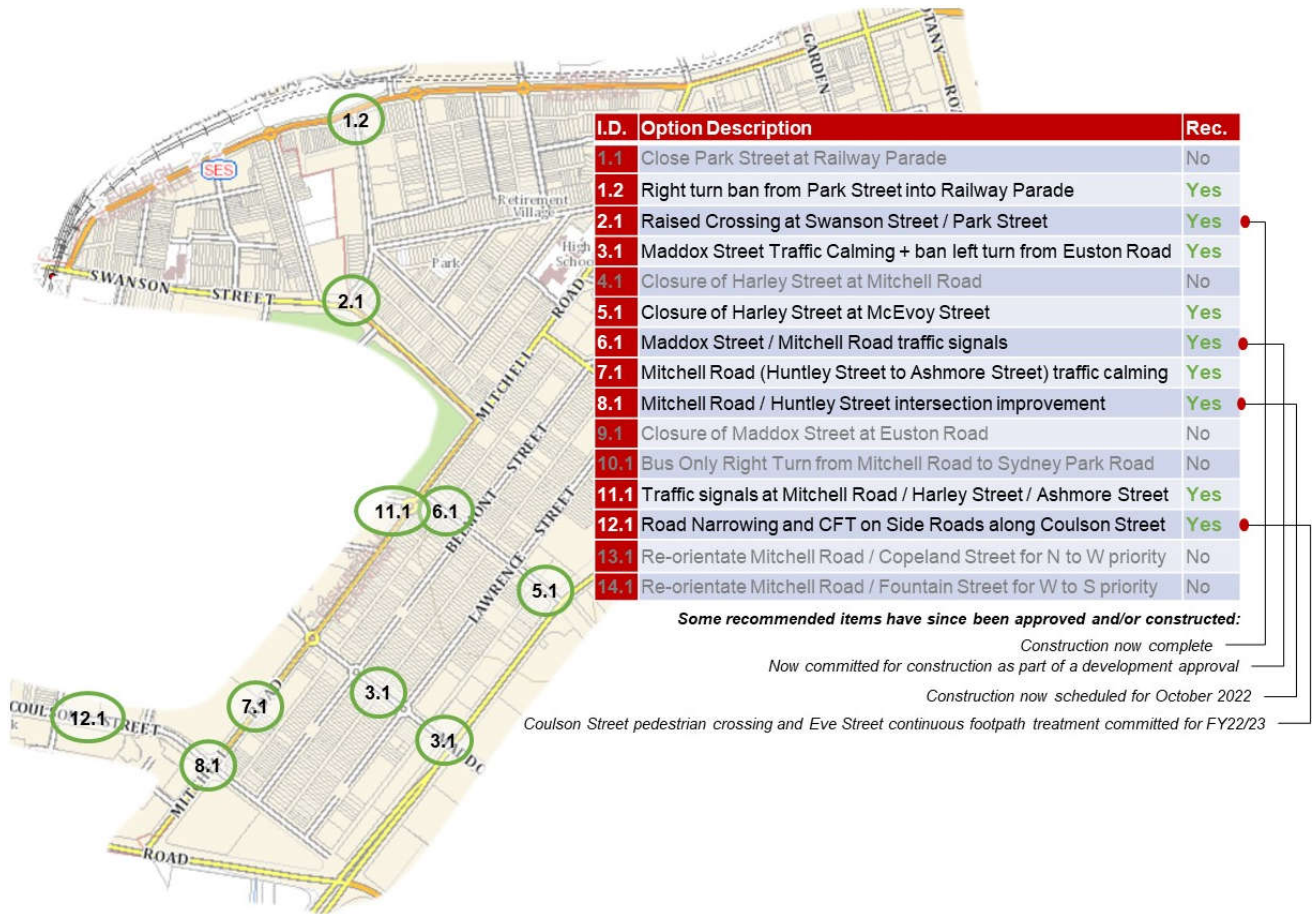 BOTANY ROAD
GARDEN
1.2
SES
I.D. Option Description Rec.
1.1 Close Park Street at Railway Parade No
1.2 Right turn ban from Park Street into Railway Parade Yes
2.1 Raised Crossing at Swanson Street / Park Street Yes
3.1 Maddox Street Traffic Calming + ban left turn from Euston Road Yes
4.1 Closure of Harley Street at Mitchell Road No
5.1 Closure of Harley Street at McEvoy Street Yes
6.1 Maddox Street / Mitchell Road traffic signals Yes
7.1 Mitchell Road (Huntley Street to Ashmore Street) traffic calming Yes
8.1 Mitchell Road / Huntley Street intersection improvement Yes
9.1 Closure of Maddox Street at Euston Road No
10.1 Bus Only Right Turn from Mitchell Road to Sydney Park Road No
11.1 Traffic signals at Mitchell Road / Harley Street / Ashmore Street Yes
12.1 Road Narrowing and CFT on Side Roads along Coulson Street Yes
13.1 Re-orientate Mitchell Road / Copeland Street for N to W priority No
14.1 Re-orientate Mitchell Road / Fountain Street for W to S priority No
Some recommended items have since been approved and/or constructed:
Construction now complete
Now committed for construction as part of a development approval
Construction now scheduled for October 2022
Coulson Street pedestrian crossing and Eve Street continuous footpath treatment committed for FY22/23
Retirement
Village
Park
High
School
SWANSON STREET
2.1
MITCHELL ROAD
BELMONT STREET
LAWRENCE STREET
11.1
6.1
5.1
3.1
3.1
7.1
ROAD
COULSON STREET
12.1
8.1
ROAD